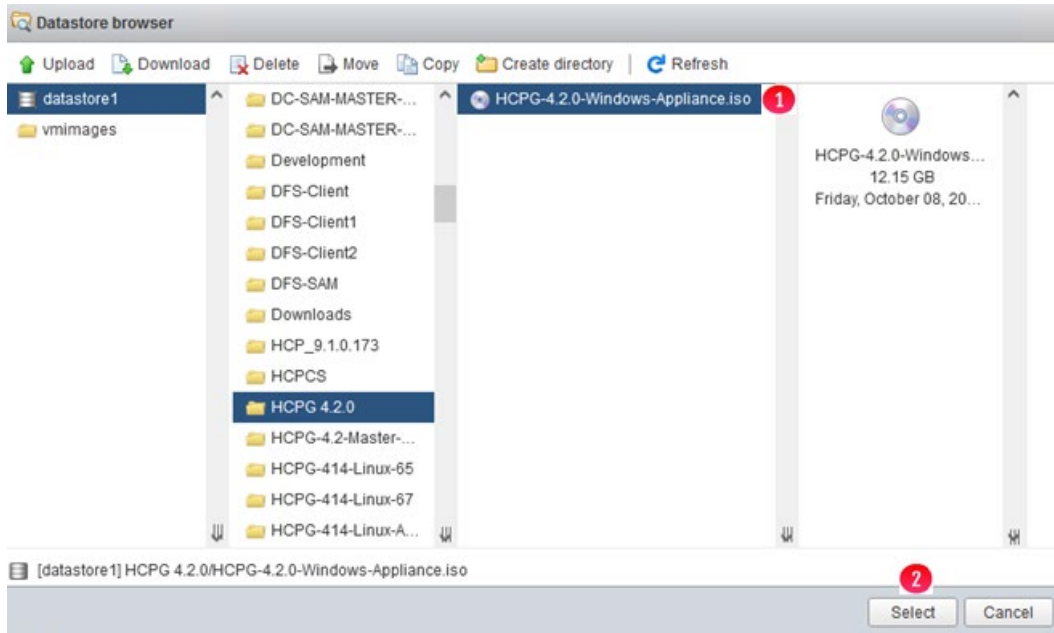 Datastore browser
Upload Download Delete Move Copy Create directory Refresh
datastore1
vmimages
DC-SAM-MASTER-...
DC-SAM-MASTER-...
Development
DFS-Client
DFS-Client1
DFS-Client2
DFS-SAM
Downloads
HCP_9.1.0.173
HCPCS
HCPG 4.2.0
HCPG-4.2-Master-...
HCPG-414-Linux-65
HCPG-414-Linux-67
HCPG-414-Linux-A...
HCPG-4.2.0-Windows-Appliance.iso 1
HCPG-4.2.0-Windows...
12.15 GB
Friday, October 08, 20...
[datastore1] HCPG 4.2.0/HCPG-4.2.0-Windows-Appliance.iso
2
Select Cancel